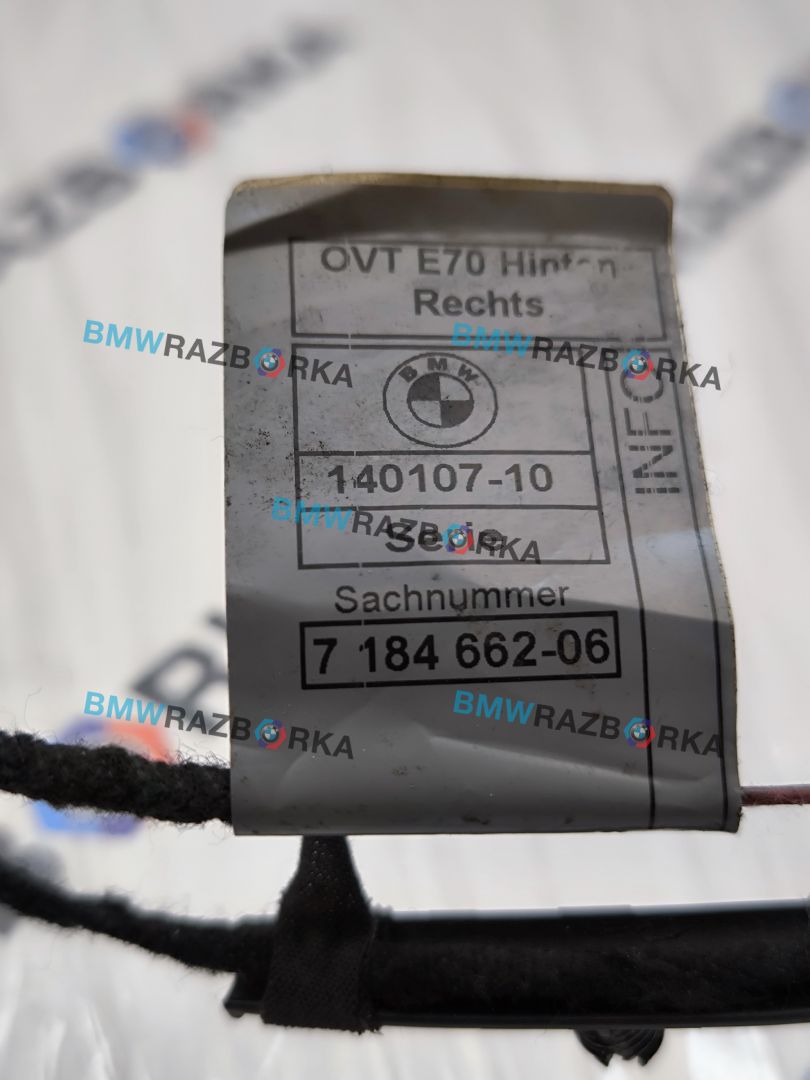 OVT E70 Hinten
Rechts
BMWRAZBORKA
BMWRAZBORKA
BMW
INFO
140107-10
BMWRAZBORKA
Serie
Sachnummer
7 184 662-06
BMWRAZBORKA
BMWRAZBORKA